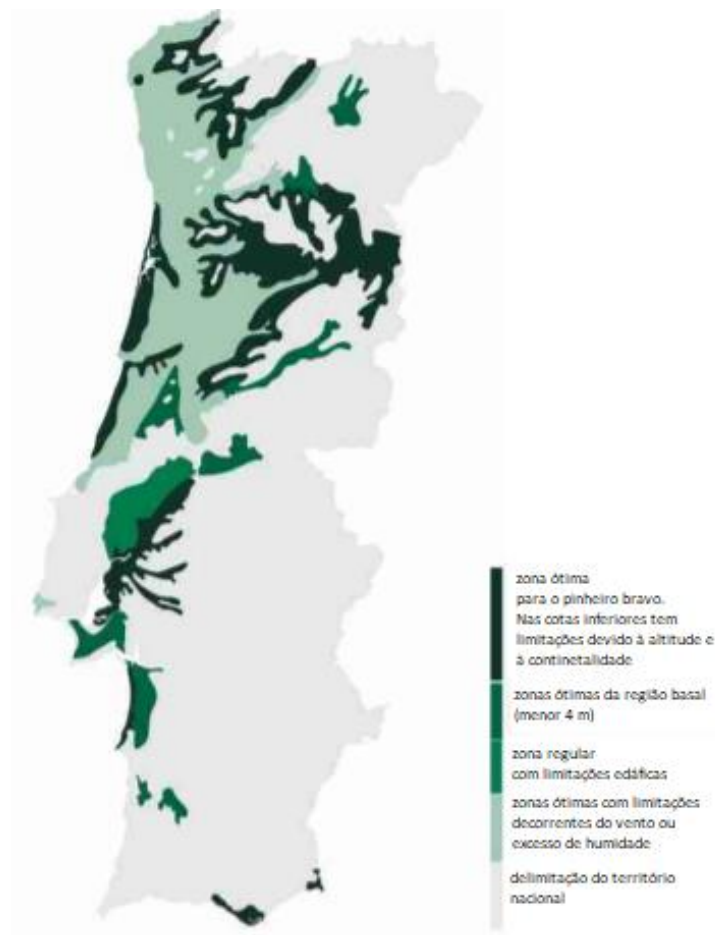 zona ótima
para o pinheiro bravo.
Nas cotas inferiores tem
limitações devido à altitude e
à continetalidade
zonas ótimas da região basal
(menor 4 m)
zona regular
com limitações edáficas
zonas ótimas com limitações
decorrentes do vento ou
excesso de humidade
delimitação do território
nacional